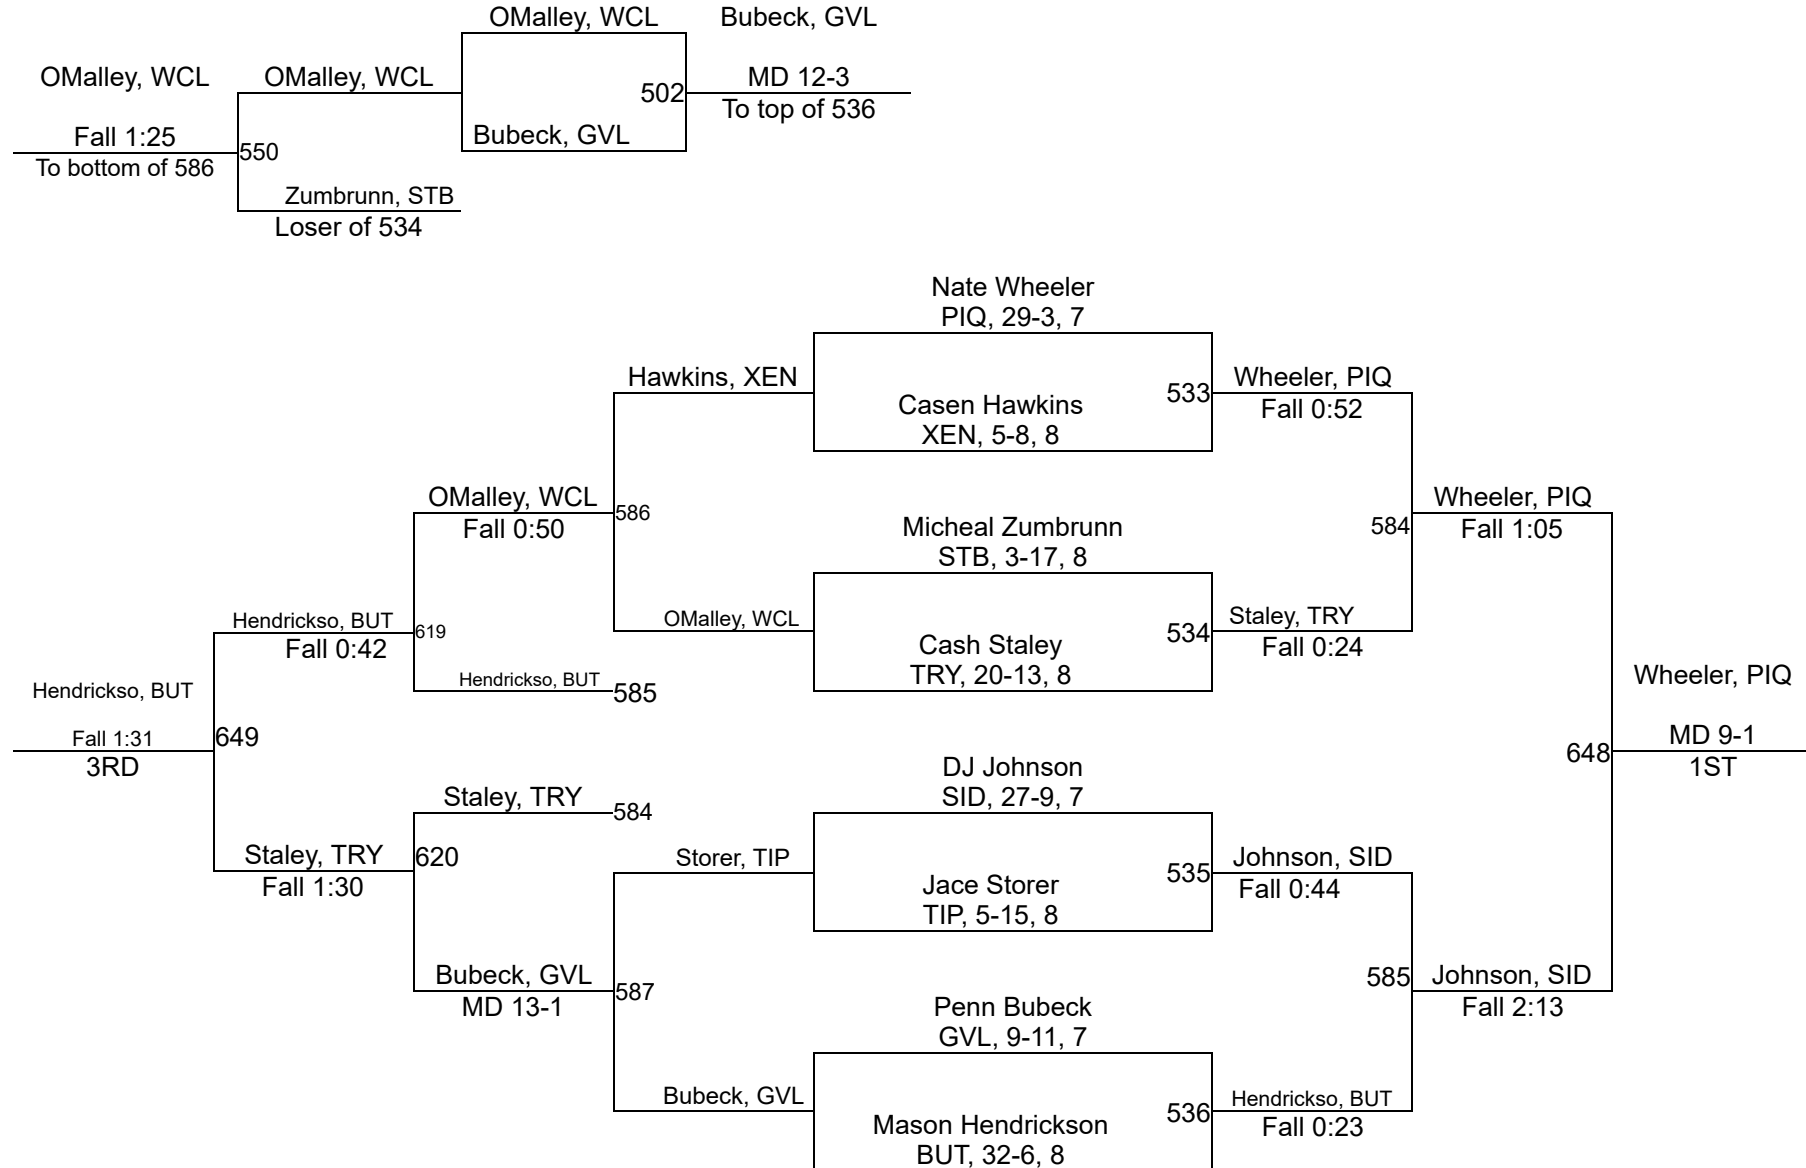 OMalley, WCL
Bubeck, GVL
OMalley, WCL
OMalley, WCL
502
MD 12-3
To top of 536
Fall 1:25
Bubeck, GVL
550
To bottom of 586
Zumbrunn, STB
Loser of 534
Nate Wheeler
PIQ, 29-3, 7
Hawkins, XEN
533
Wheeler, PIQ
Casen Hawkins
Fall 0:52
XEN, 5-8, 8
OMalley, WCL
586
Wheeler, PIQ
Fall 0:50
Micheal Zumbrunn
584
Fall 1:05
STB, 3-17, 8
Hendrickso, BUT
619
OMalley, WCL
534
Staley, TRY
Fall 0:42
Cash Staley
Fall 0:24
TRY, 20-13, 8
Hendrickso, BUT
Hendrickso, BUT
585
Wheeler, PIQ
Fall 1:31
649
648
MD 9-1
3RD
DJ Johnson
1ST
Staley, TRY
584
SID, 27-9, 7
Staley, TRY
620
Storer, TIP
535
Johnson, SID
Fall 1:30
Jace Storer
Fall 0:44
TIP, 5-15, 8
Bubeck, GVL
587
585
Johnson, SID
MD 13-1
Penn Bubeck
Fall 2:13
GVL, 9-11, 7
Bubeck, GVL
536
Hendrickso, BUT
Mason Hendrickson
Fall 0:23
BUT, 32-6, 8